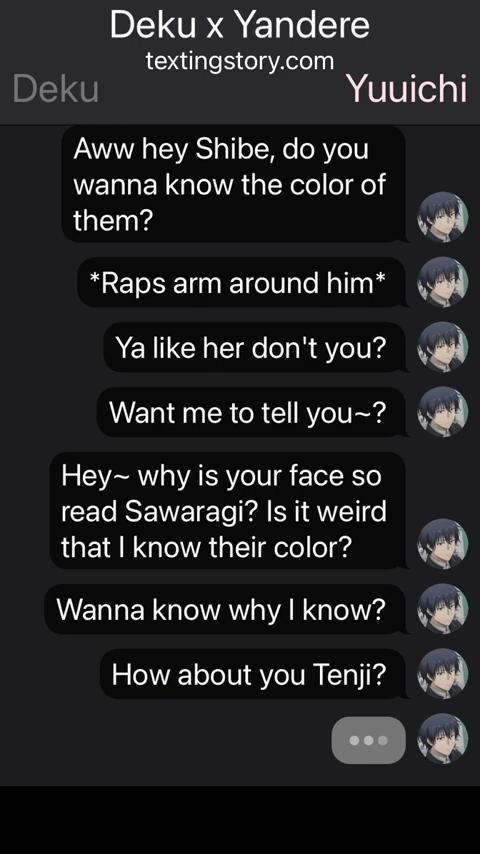 Deku x Yandere
textingstory.com
Deku Yuuichi
Aww hey Shibe, do you
wanna know the color of
them?
*Raps arm around him*
Ya like her don't you?
Want me to tell you~?
Hey~ why is your face so
read Sawaragi? Is it weird
that I know their color?
Wanna know why I know?
How about you Tenji?